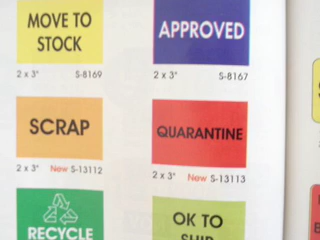 MOVE TO
STOCK
2 x 3" S-8169
APPROVED
2 x 3" S-8167
SCRAP
2 x 3" New S-13112
QUARANTINE
2 x 3" New S-13113
RECYCLE
OK TO
SHIP